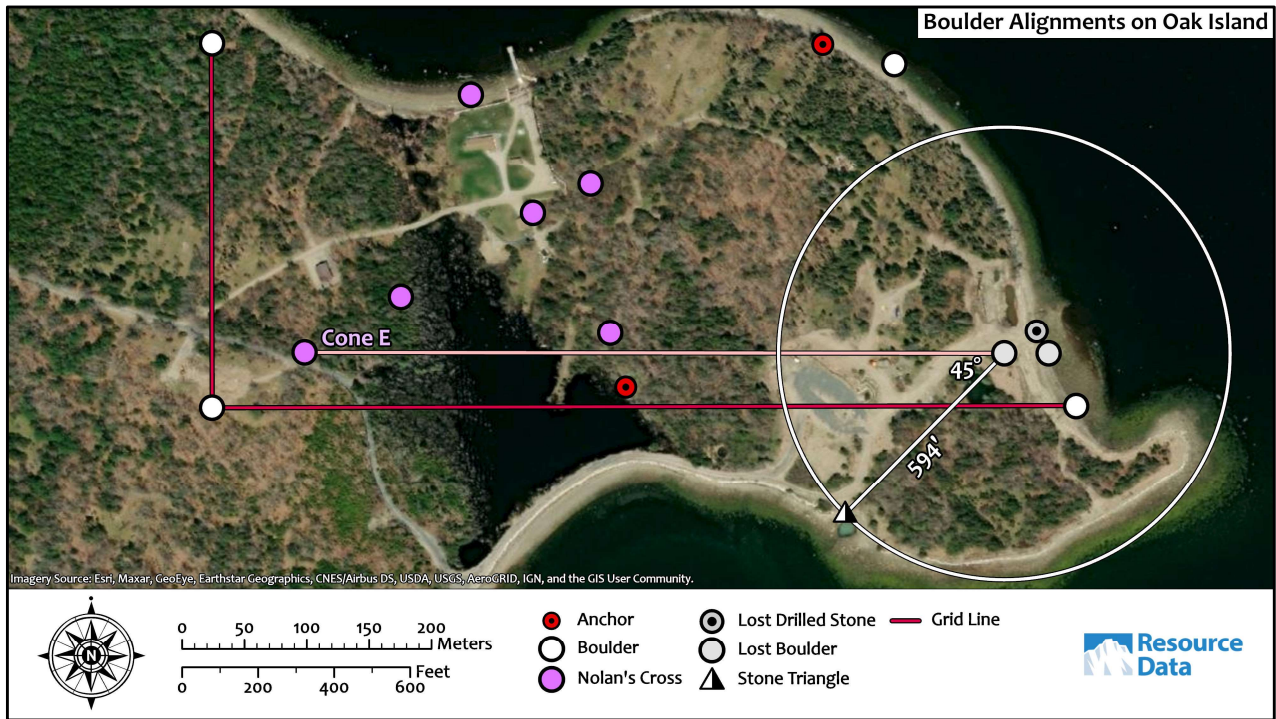 Boulder Alignments on Oak Island
Cone E
45°
594'
Imagery Source: Esri, Maxar, GeoEye, Earthstar Geographics, CNES/Airbus DS, USDA, USGS, AeroGRID, IGN, and the GIS User Community.
N
0 50 100 150 200
Meters
Feet
0 200 400 600
Anchor
Boulder
Nolan's Cross
Lost Drilled Stone
Lost Boulder
Stone Triangle
Grid Line
Resource
Data